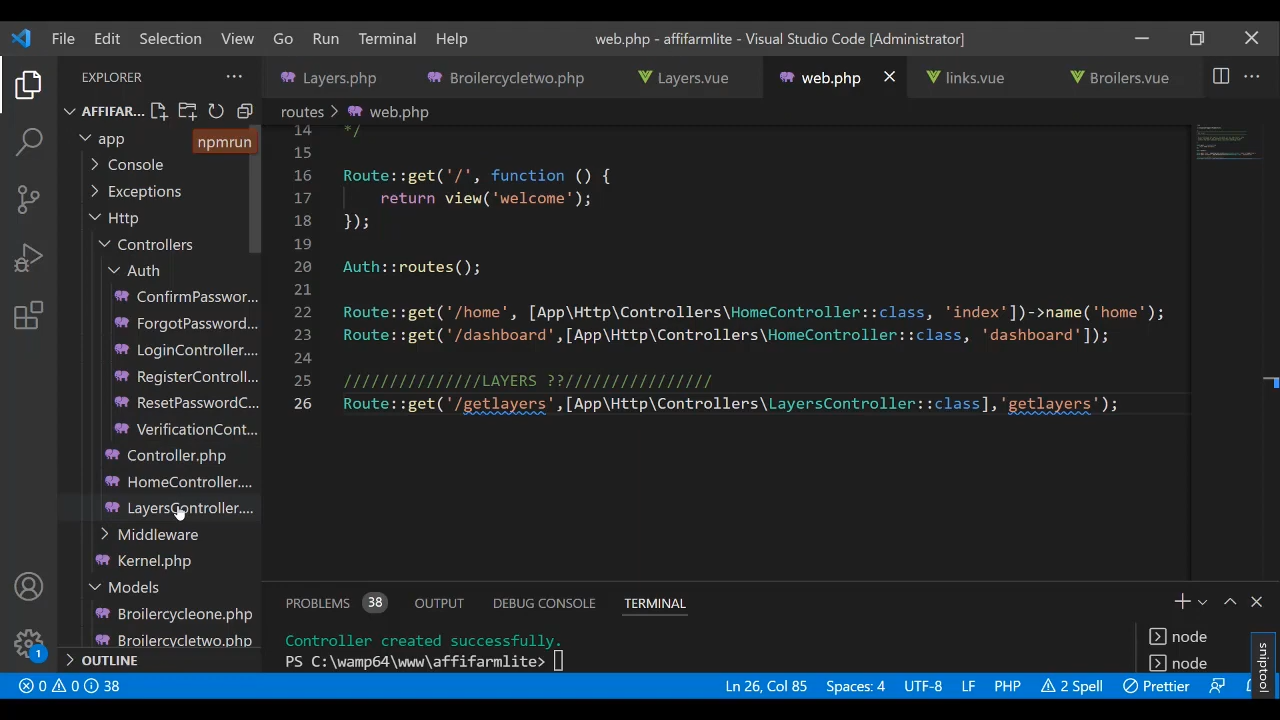 File Edit Selection View Go Run Terminal Help web.php - affifarmlite - Visual Studio Code [Administrator]
EXPLORER ···
Layers.php Broilercycletwo.php Layers.vue web.php links.vue Broilers.vue ···
AFFIFAR...
routes > web.php
app
npmrun
Console
Exceptions
Http
Controllers
Auth
ConfirmPasswor...
ForgotPassword...
LoginController....
RegisterControll...
ResetPasswordC...
VerificationCont...
Controller.php
HomeController....
LayersController....
Middleware
Kernel.php
Models
Broilercycleone.php
Broilercycletwo.php
OUTLINE
14 */
15
16 Route::get('/', function () {
17 return view('welcome');
18 });
19
20 Auth::routes();
21
22 Route::get('/home', [App\Http\Controllers\HomeController::class, 'index'])->name('home');
23 Route::get('/dashboard',[App\Http\Controllers\HomeController::class, 'dashboard']);
24
25 ///////////////LAYERS ??////////////////
26 Route::get('/getlayers',[App\Http\Controllers\LayersController::class],'getlayers');
PROBLEMS 38 OUTPUT DEBUG CONSOLE TERMINAL
Controller created successfully.
PS C:\wamp64\www\affifarmlite>
node
node
sniptool
1
0 0 38 Ln 26, Col 85 Spaces: 4 UTF-8 LF PHP 2 Spell Prettier